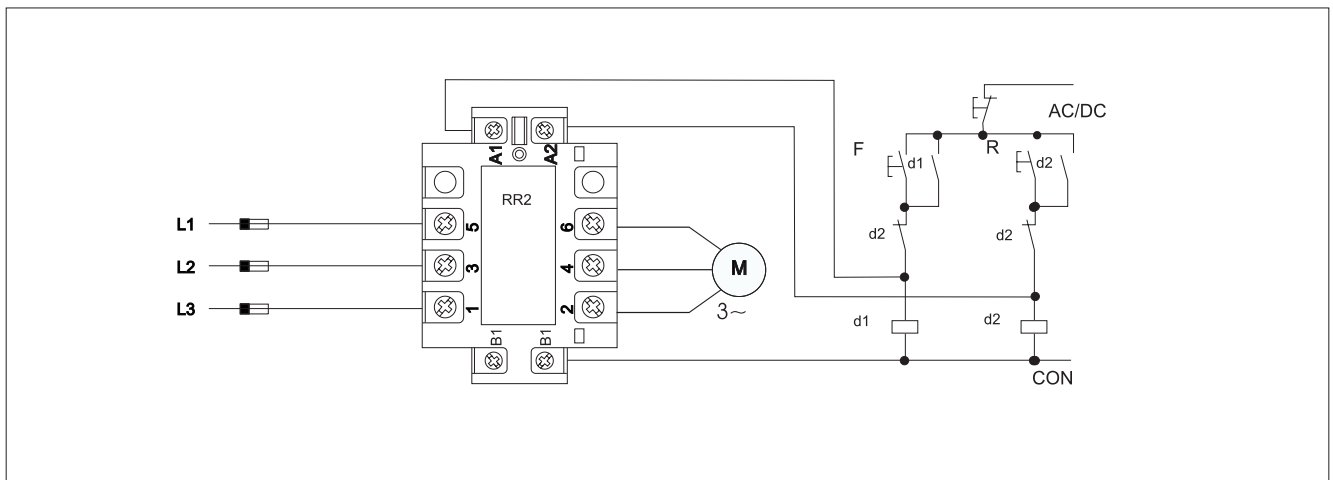 AC/DC
A1 A2
F d1 R d2
RR2
L1 5 6
d2 d2
L2 3 4 M
3~
L3 1 2
d1 d2
B1 B1
CON